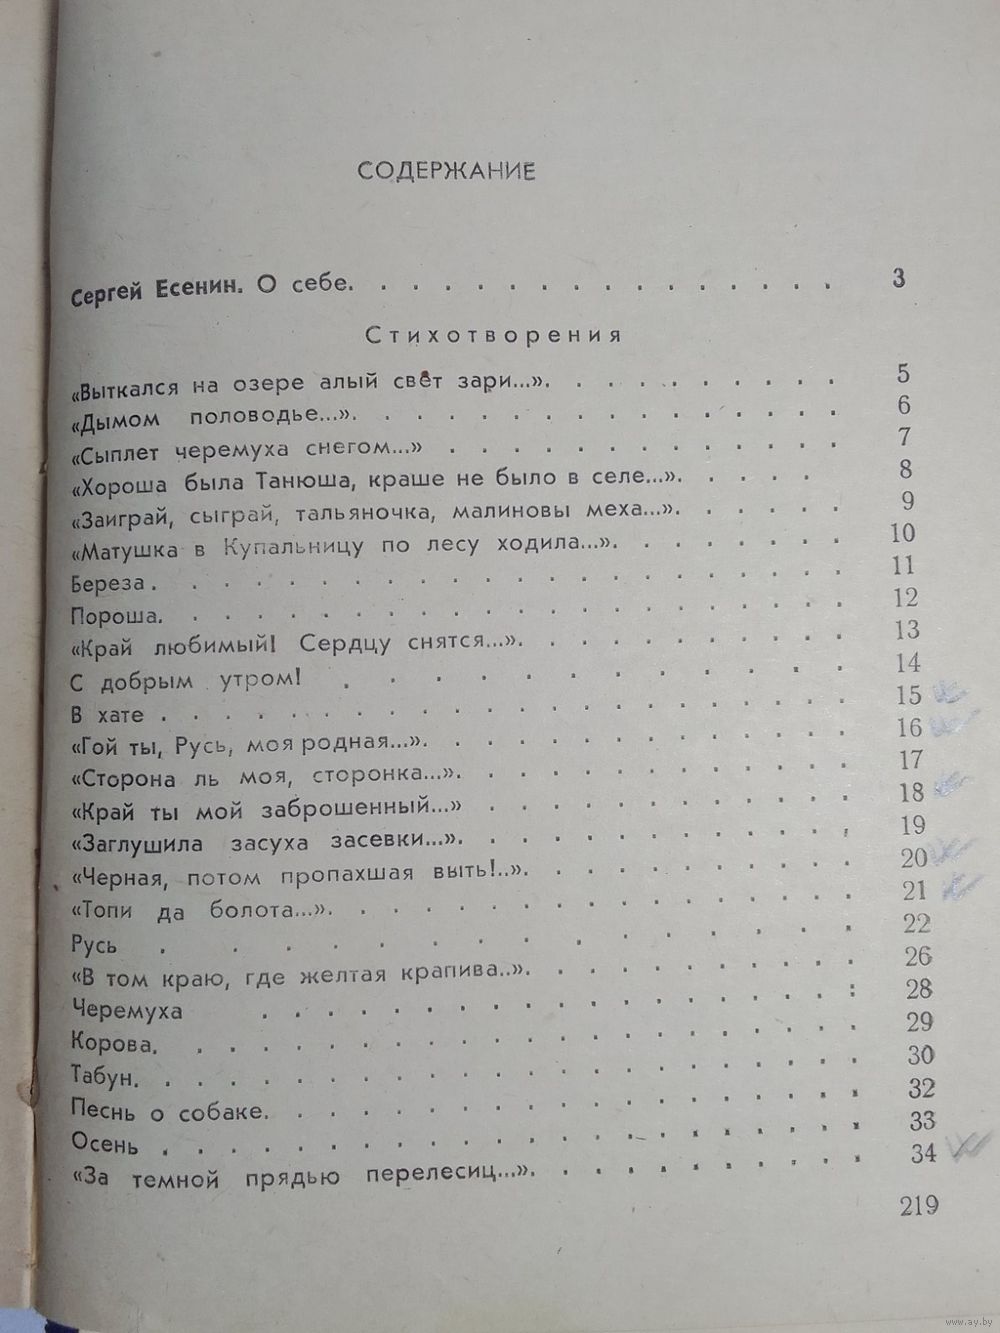 СОДЕРЖАНИЕ
Сергей Есенин. О себе. . . . . . . . . . . . . . . . 3
Стихотворения
«Выткался на озере алый свет зари...». . . . . . . . . . 5
«Дымом половодье...». . . . . . . . . . . . . . . . 6
«Сыплет черемуха снегом...» . . . . . . . . . . . . . 7
«Хороша была Танюша, краше не было в селе...». . . . . 8
«Заиграй, сыграй, тальяночка, малиновы меха...». . . . . . 9
«Матушка в Купальницу по лесу ходила...». . . . . . . . 10
Береза . . . . . . . . . . . . . . . . . . . . 11
Пороша. . . . . . . . . . . . . . . . . . . . . 12
«Край любимый! Сердцу снятся...». . . . . . . . . . . 13
С добрым утром! . . . . . . . . . . . . 14
В хате . . . . . . . . . . . . . . . . . . . . . 15
«Гой ты, Русь, моя родная...». . . . . . . . . . . . . . 16
«Сторона ль моя, сторонка...». . . . . . . . . . . . . 17
«Край ты мой заброшенный...» . . . . . . . . . . . . 18
«Заглушила засуха засевки...». . . . . . . . . . . . . 19
«Черная, потом пропахшая выть!..». . . . . . . . . . . 20
«Топи да болота...». . . . . . . . . . . . . . . . . 21
Русь . . . . . . . . . . . . . . . . 22
«В том краю, где желтая крапива..». . . . . . . . . . . 26
Черемуха . . . . . . . . . . . . . . . . . 28
Корова. . . . . . . . . . . . . . . . . . . . . 29
Табун. . . . . . . . . . . . . . . . . . . . . . 30
Песнь о собаке. . . . . . . . . . . . . . . . . . . 32
Осень . . . . . . . . . . . . . . . . . . . . . 33
«За темной прядью перелесиц...». . . . . . . . . . . 34
219
www.ay.by